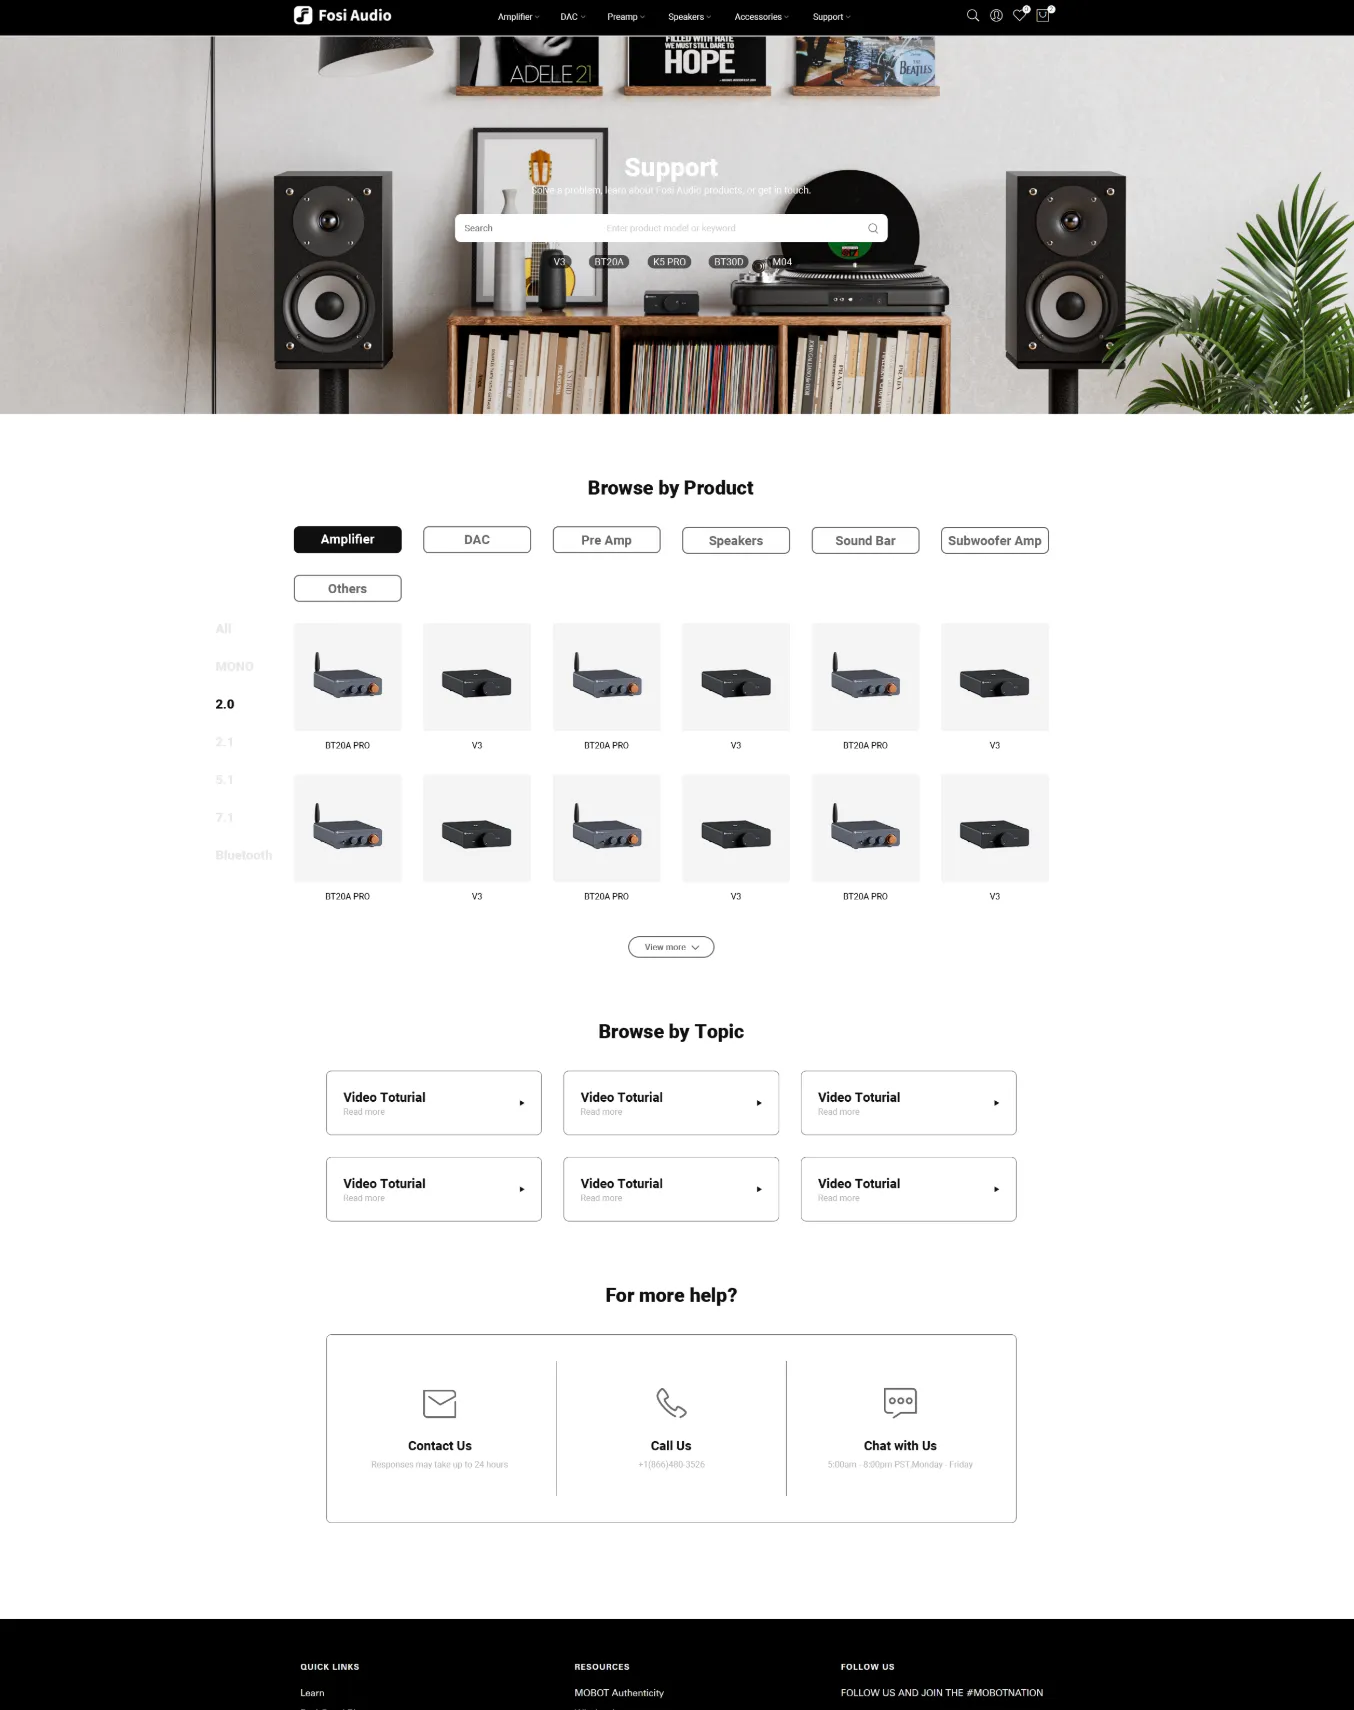 Fosi Audio
Amplifier DAC Preamp Speakers Accessories Support
0 2
ADELE 21
FILLED WITH HATE
WE MUST STILL DARE TO
HOPE
BEATLES
Support
Solve a problem, learn about Fosi Audio products, or get in touch.
Search Enter product model or keyword
V3 BT20A K5 PRO BT30D M04
Browse by Product
Amplifier DAC Pre Amp Speakers Sound Bar Subwoofer Amp
Others
All
MONO
2.0
2.1
5.1
7.1
Bluetooth
BT20A PRO V3 BT20A PRO V3 BT20A PRO V3
BT20A PRO V3 BT20A PRO V3 BT20A PRO V3
View more
Browse by Topic
Video Toturial Video Toturial Video Toturial
Read more Read more Read more
Video Toturial Video Toturial Video Toturial
Read more Read more Read more
For more help?
Contact Us Call Us Chat with Us
Responses may take up to 24 hours +1(866)480-3526 5:00am - 8:00pm PST,Monday - Friday
QUICK LINKS RESOURCES FOLLOW US
Learn MOBOT Authenticity FOLLOW US AND JOIN THE #MOBOTNATION